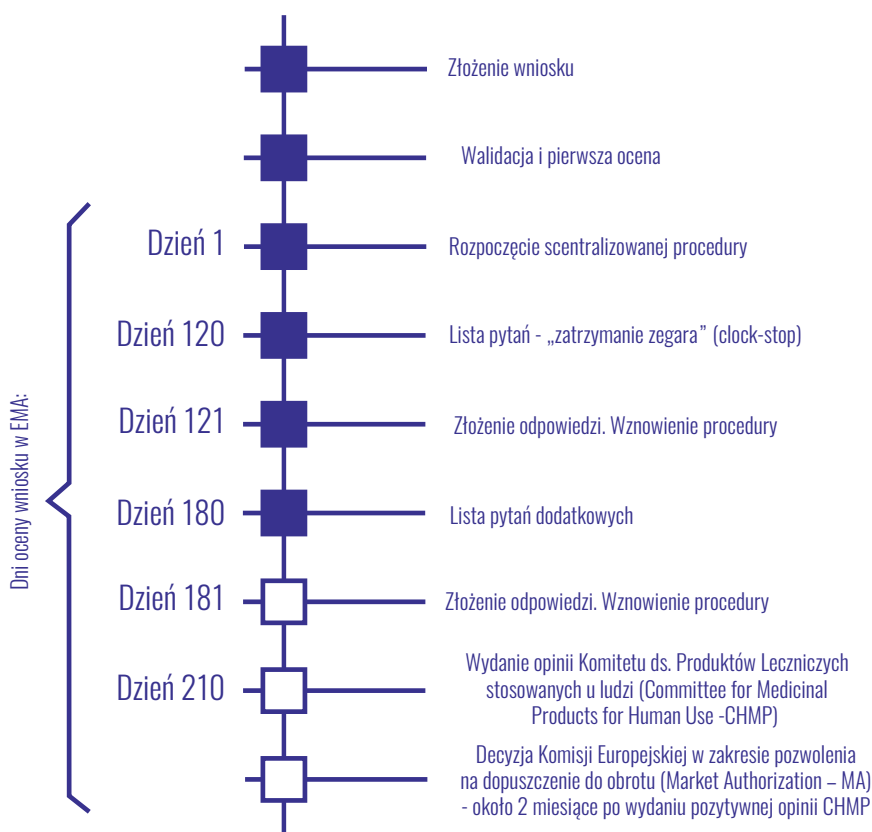 Złożenie wniosku
Walidacja i pierwsza ocena
Dzień 1
Rozpoczęcie scentralizowanej procedury
Dzień 120
Lista pytań - „zatrzymanie zegara” (clock-stop)
Dzień 121
Złożenie odpowiedzi. Wznowienie procedury
Dzień 180
Lista pytań dodatkowych
Dzień 181
Złożenie odpowiedzi. Wznowienie procedury
Dzień 210
Wydanie opinii Komitetu ds. Produktów Leczniczych
stosowanych u ludzi (Committee for Medicinal
Products for Human Use -CHMP)
Decyzja Komisji Europejskiej w zakresie pozwolenia
na dopuszczenie do obrotu (Market Authorization – MA)
- około 2 miesiące po wydaniu pozytywnej opinii CHMP
Dni oceny wniosku w EMA: